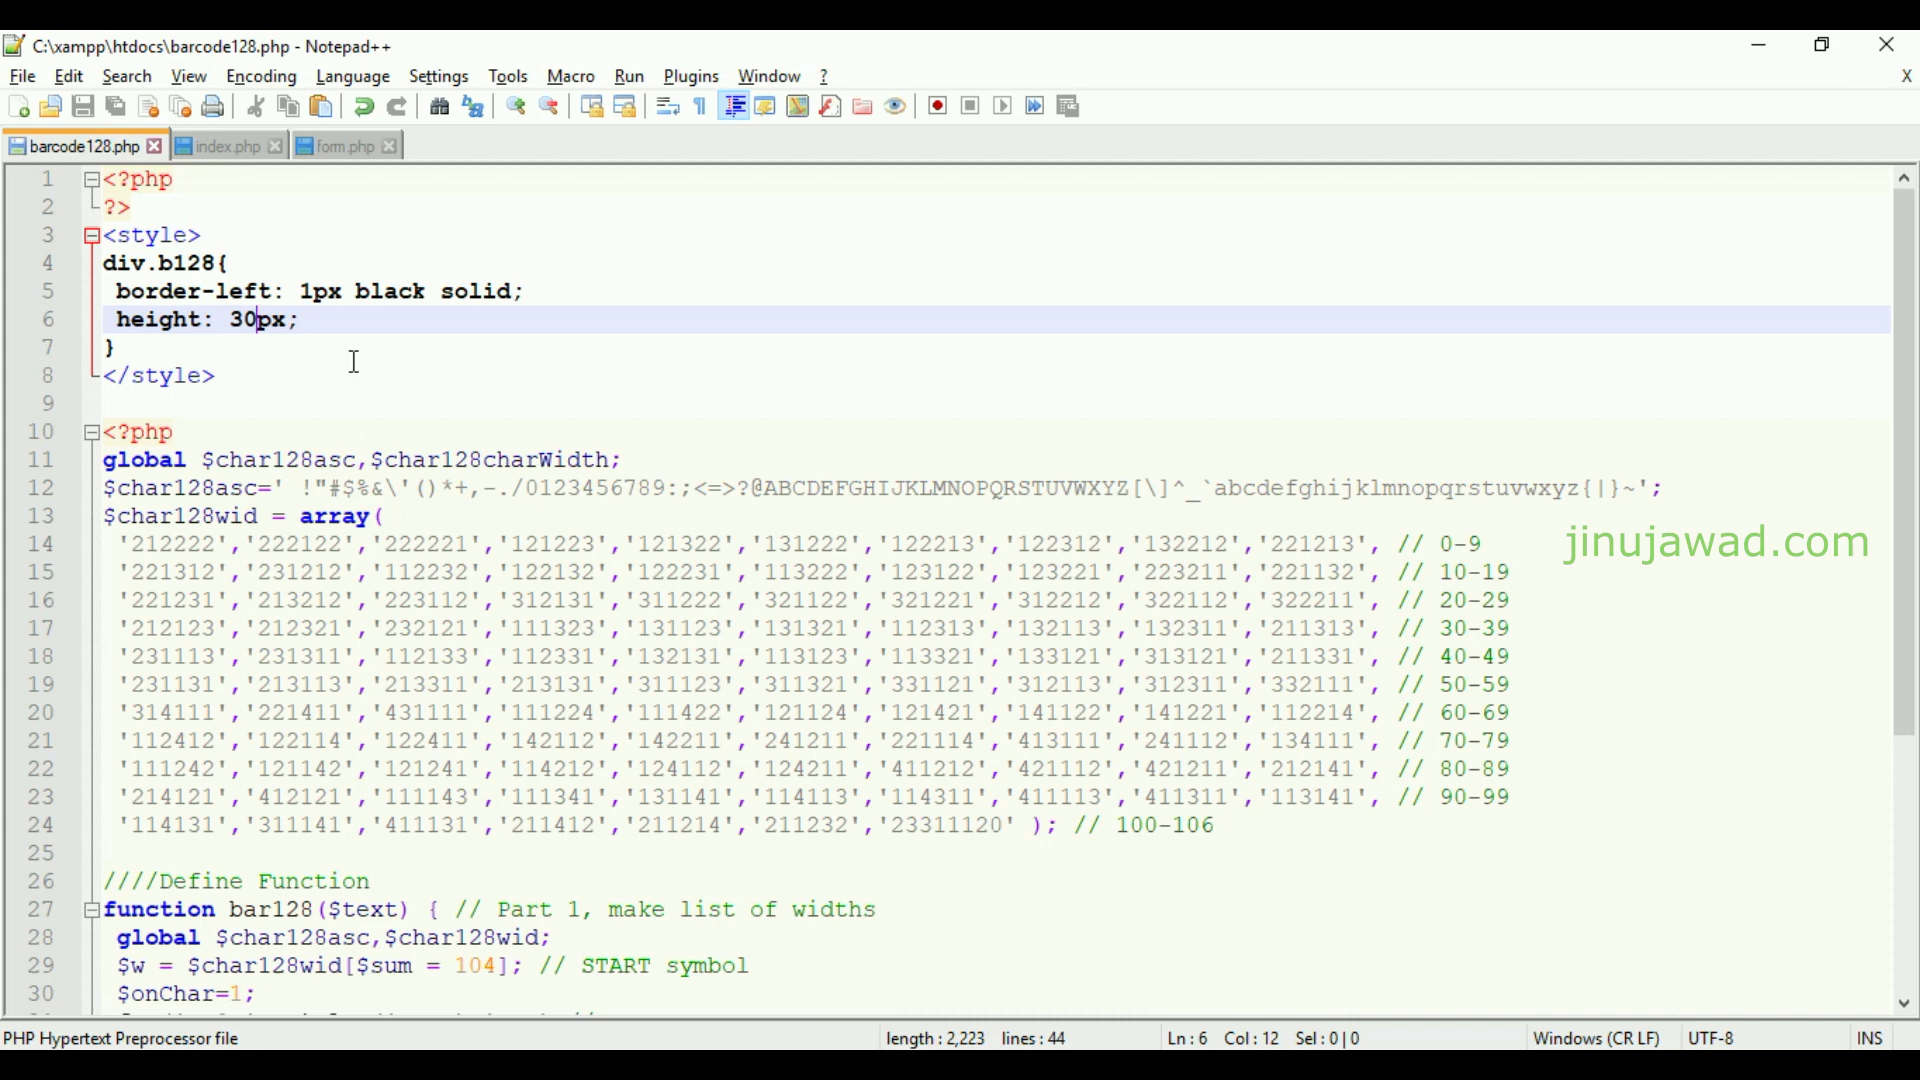 C:\xampp\htdocs\barcode128.php - Notepad++
File Edit Search View Encoding Language Settings Tools Macro Run Plugins Window ? X
barcode128.php index.php form.php
1 <?php
2 ?>
3 <style>
4 div.b128{
5 border-left: 1px black solid;
6 height: 30px;
7 }
8 </style>
9
10 <?php
11 global $char128asc,$char128charWidth;
12 $char128asc=' !"#$%&\'()*+,-./0123456789:;<=>?@ABCDEFGHIJKLMNOPQRSTUVWXYZ[\]^_`abcdefghijklmnopqrstuvwxyz{|}~';
13 $char128wid = array(
14 '212222','222122','222221','121223','121322','131222','122213','122312','132212','221213', // 0-9
15 '221312','231212','112232','122132','122231','113222','123122','123221','223211','221132', // 10-19
16 '221231','213212','223112','312131','311222','321122','321221','312212','322112','322211', // 20-29
17 '212123','212321','232121','111323','131123','131321','112313','132113','132311','211313', // 30-39
18 '231113','231311','112133','112331','132131','113123','113321','133121','313121','211331', // 40-49
19 '231131','213113','213311','213131','311123','311321','331121','312113','312311','332111', // 50-59
20 '314111','221411','431111','111224','111422','121124','121421','141122','141221','112214', // 60-69
21 '112412','122114','122411','142112','142211','241211','221114','413111','241112','134111', // 70-79
22 '111242','121142','121241','114212','124112','124211','411212','421112','421211','212141', // 80-89
23 '214121','412121','111143','111341','131141','114113','114311','411113','411311','113141', // 90-99
24 '114131','311141','411131','211412','211214','211232','23311120' ); // 100-106
25
26 ////Define Function
27 function bar128($text) { // Part 1, make list of widths
28 global $char128asc,$char128wid;
29 $w = $char128wid[$sum = 104]; // START symbol
30 $onChar=1;
jinujawad.com
PHP Hypertext Preprocessor file length : 2,223 lines : 44 Ln : 6 Col : 12 Sel : 0 | 0 Windows (CR LF) UTF-8 INS